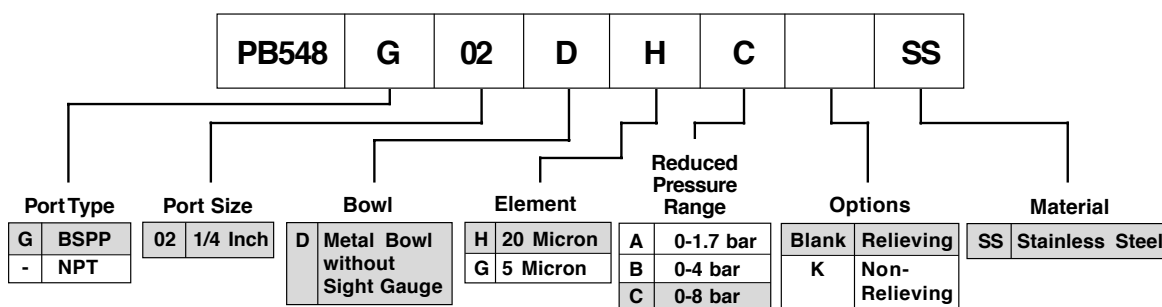 PB548 G 02 D H C SS
Port Type
G BSPP
- NPT
Port Size
02 1/4 Inch
Bowl
D Metal Bowl
without
Sight Gauge
Element
H 20 Micron
G 5 Micron
Reduced
Pressure
Range
A 0-1.7 bar
B 0-4 bar
C 0-8 bar
Options
Blank Relieving
K Non-
Relieving
Material
SS Stainless Steel